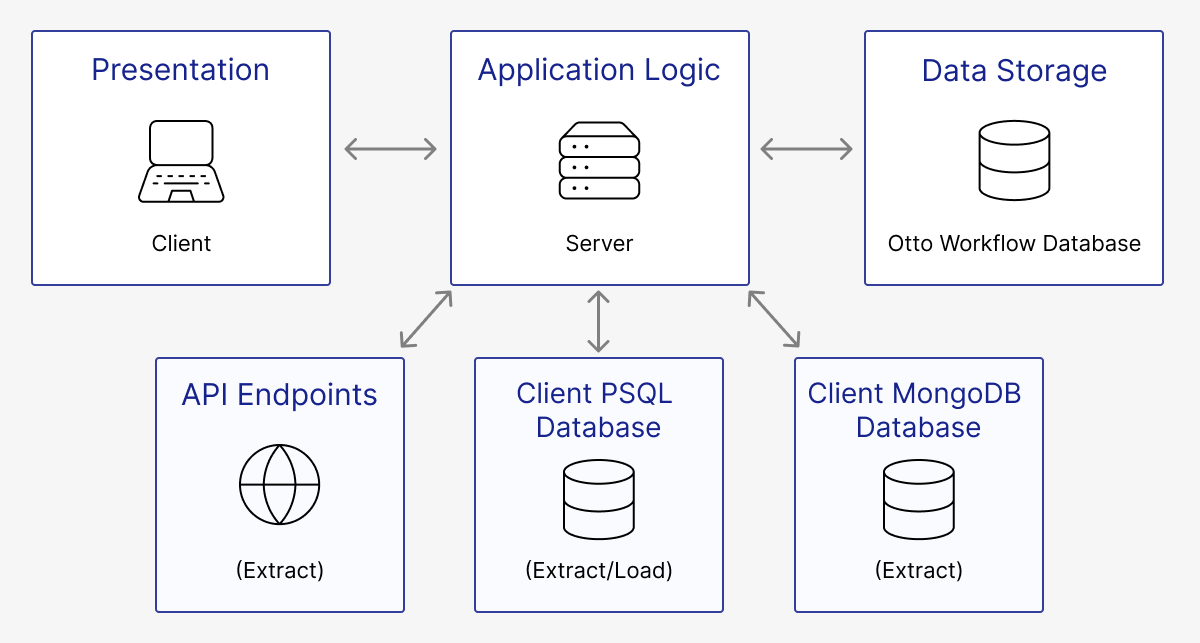 Presentation
Client
Application Logic
Server
Data Storage
Otto Workflow Database
API Endpoints
(Extract)
Client PSQL
Database
(Extract/Load)
Client MongoDB
Database
(Extract)